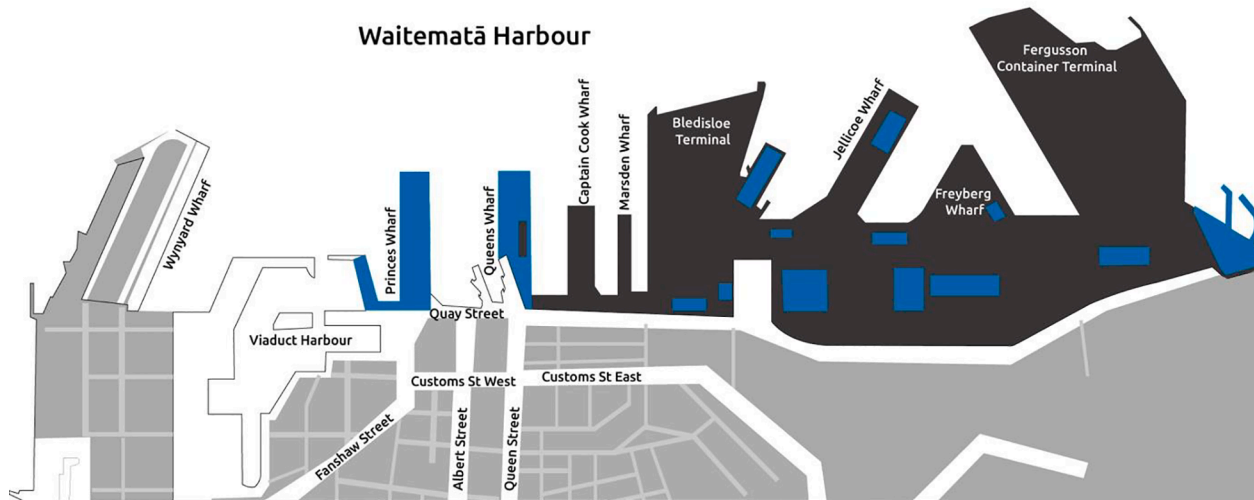 Waitematā Harbour
Fergusson
Container Terminal
Jellicoe Wharf
Bledisloe
Terminal
Captain Cook Wharf
Marsden Wharf
Wynyard Wharf
Princes Wharf
Queens Wharf
Freyberg
Wharf
Quay Street
Viaduct Harbour
Customs St West
Customs St East
Fanshaw Street
Albert Street
Queen Street